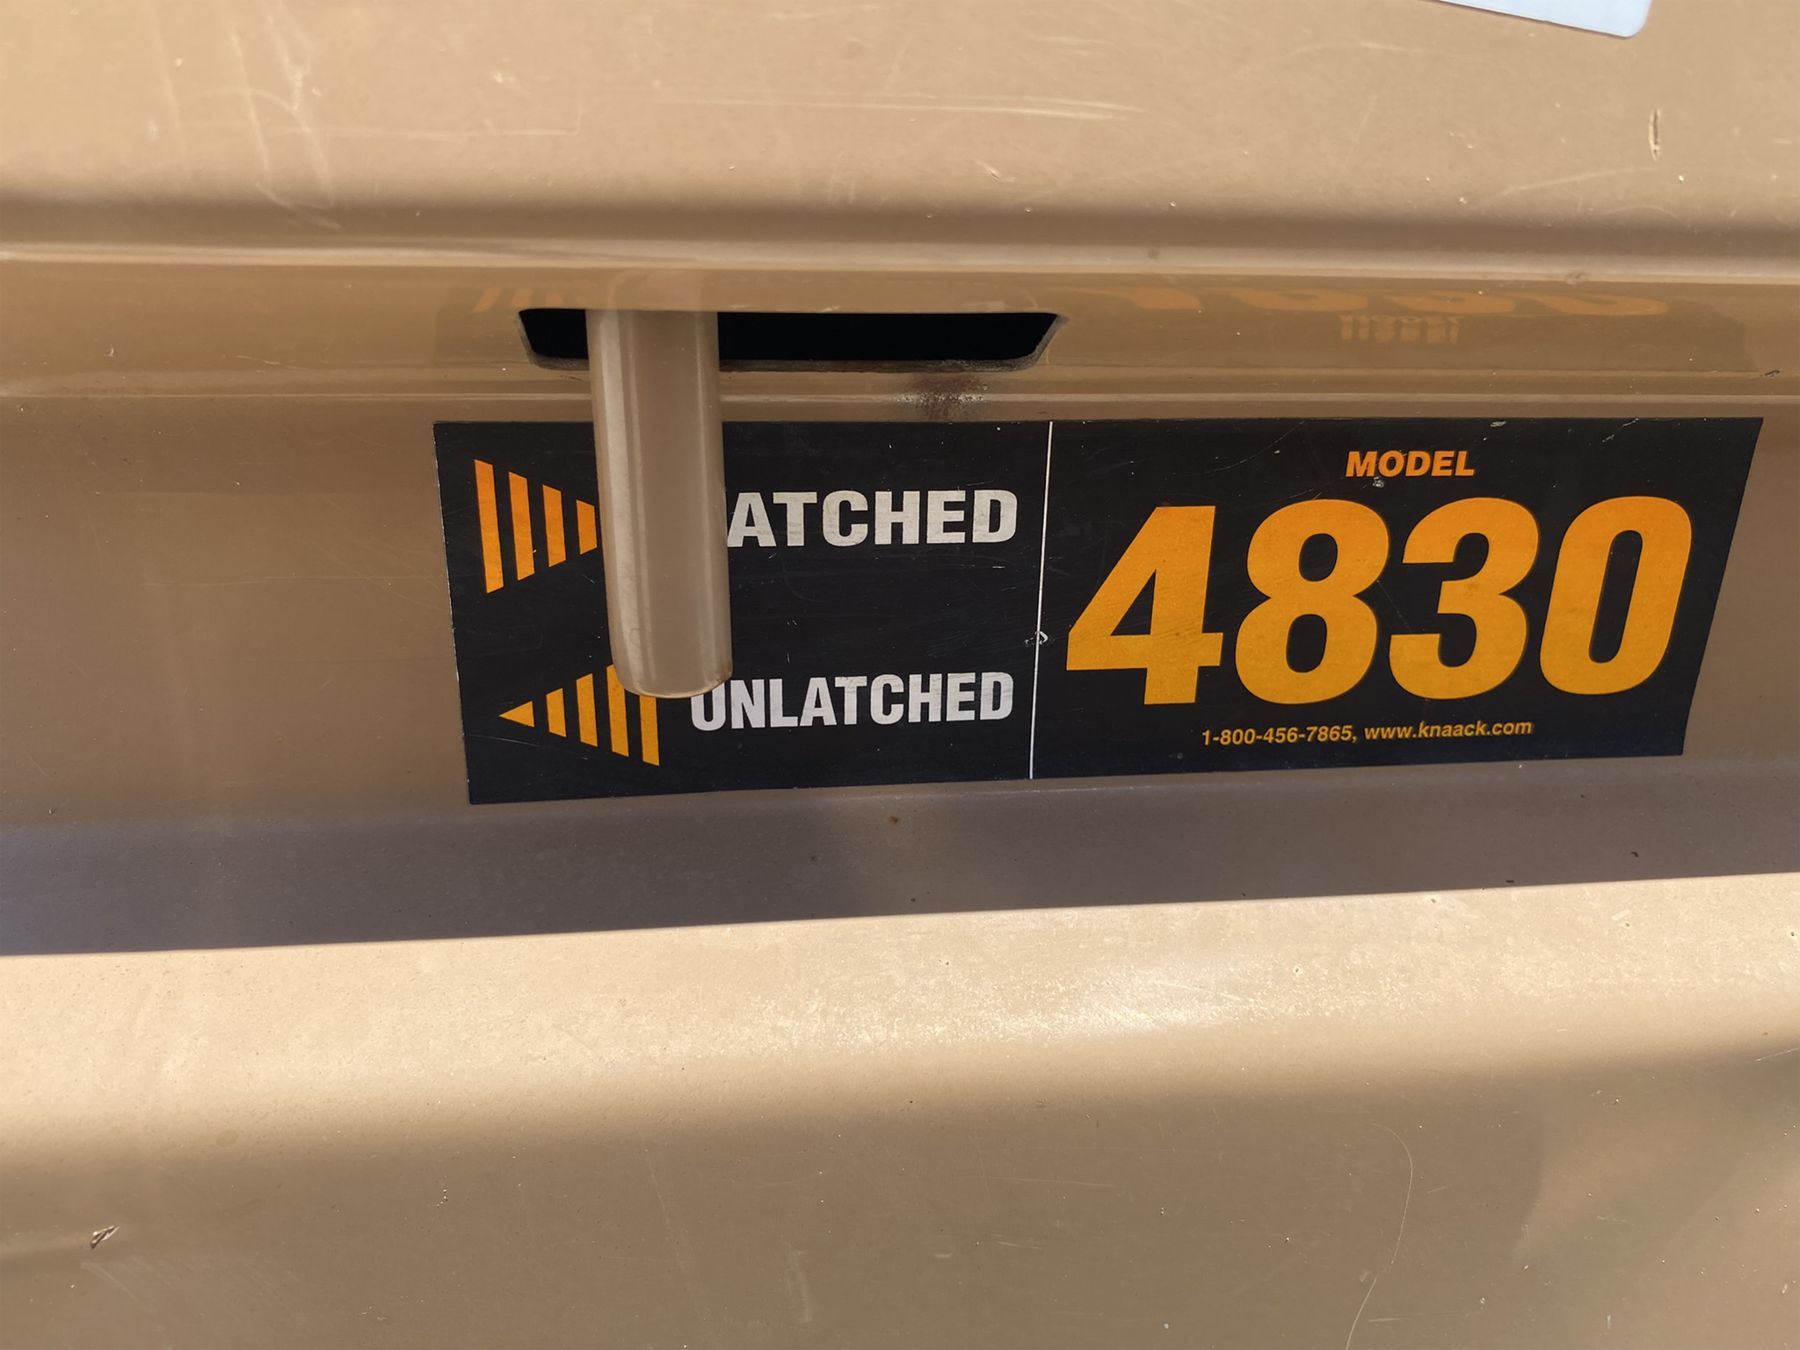 ATCHED
UNLATCHED
MODEL
4830
1-800-456-7865, www.knaack.com